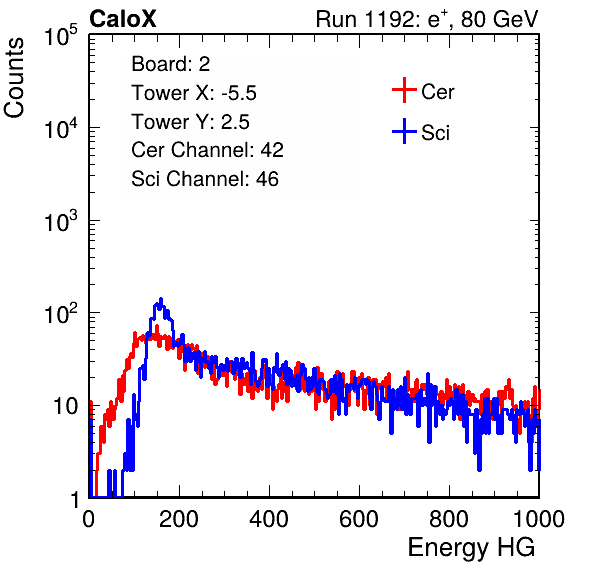 CaloX Run 1192: e⁺, 80 GeV
Counts
Board: 2
Tower X: -5.5
Tower Y: 2.5
Cer Channel: 42
Sci Channel: 46
Cer
Sci
10⁵
10⁴
10³
10²
10
1
0 200 400 600 800 1000
Energy HG